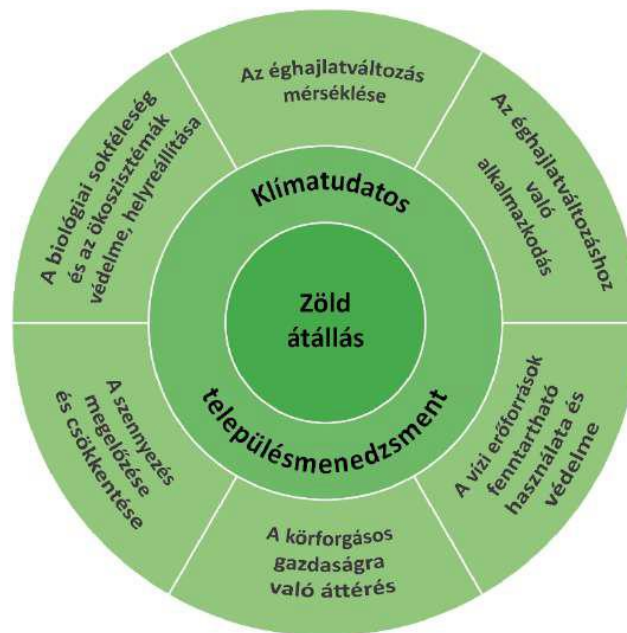 Az éghajlatváltozás
mérséklése
Az éghajlatváltozáshoz
való
alkalmazkodás
A vízi erőforrások
fenntartható
használata és
védelme
A körforgásos
gazdaságra
való áttérés
A szennyezés
megelőzése
és csökkentése
A biológiai sokféleség
és az ökoszisztémák
védelme, helyreállítása
Klímatudatos
településmenedzsment
Zöld
átállás